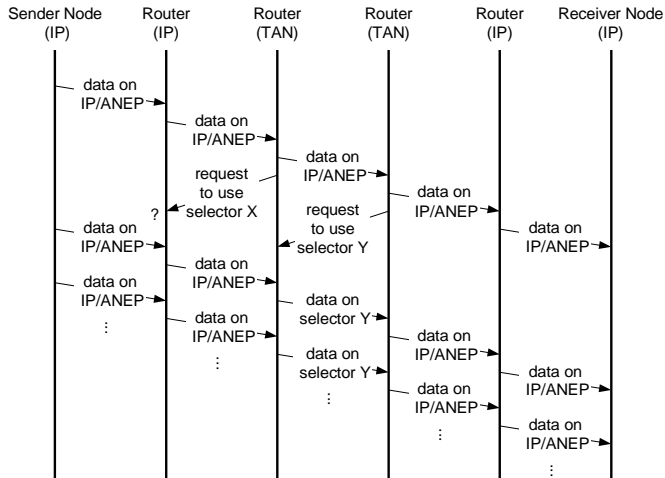 Sender Node Router Router Router Router Receiver Node
(IP) (IP) (TAN) (TAN) (IP) (IP)
data on
IP/ANEP
data on
IP/ANEP
data on
IP/ANEP
request
to use
selector X
?
data on
IP/ANEP
request
to use
selector Y
data on
IP/ANEP
data on
IP/ANEP
data on
IP/ANEP
data on
IP/ANEP
data on
selector Y
data on
IP/ANEP
data on
IP/ANEP
data on
selector Y
data on
IP/ANEP
data on
IP/ANEP
data on
IP/ANEP